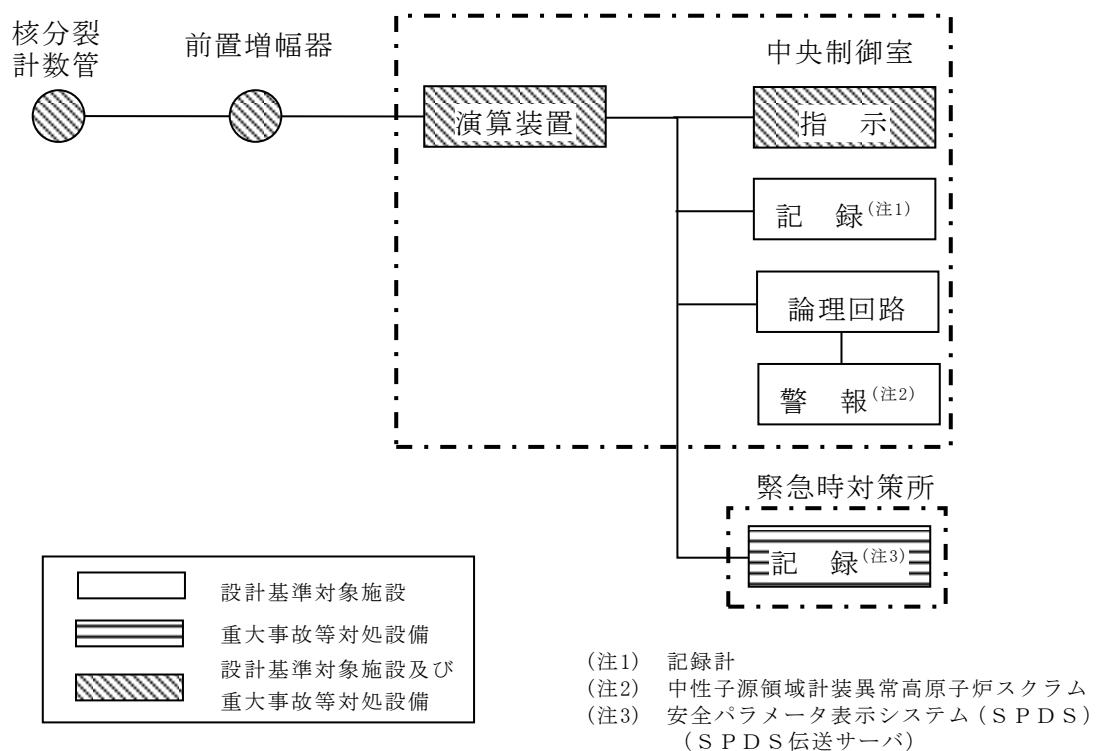 核分裂
計数管
前置増幅器
中央制御室
演算装置
指　示
記　録(注1)
論理回路
警　報(注2)
緊急時対策所
記　録(注3)
設計基準対象施設
重大事故等対処設備
設計基準対象施設及び
重大事故等対処設備
(注1)　記録計
(注2)　中性子源領域計装異常高原子炉スクラム
(注3)　安全パラメータ表示システム(ＳＰＤＳ)
(ＳＰＤＳ伝送サーバ)